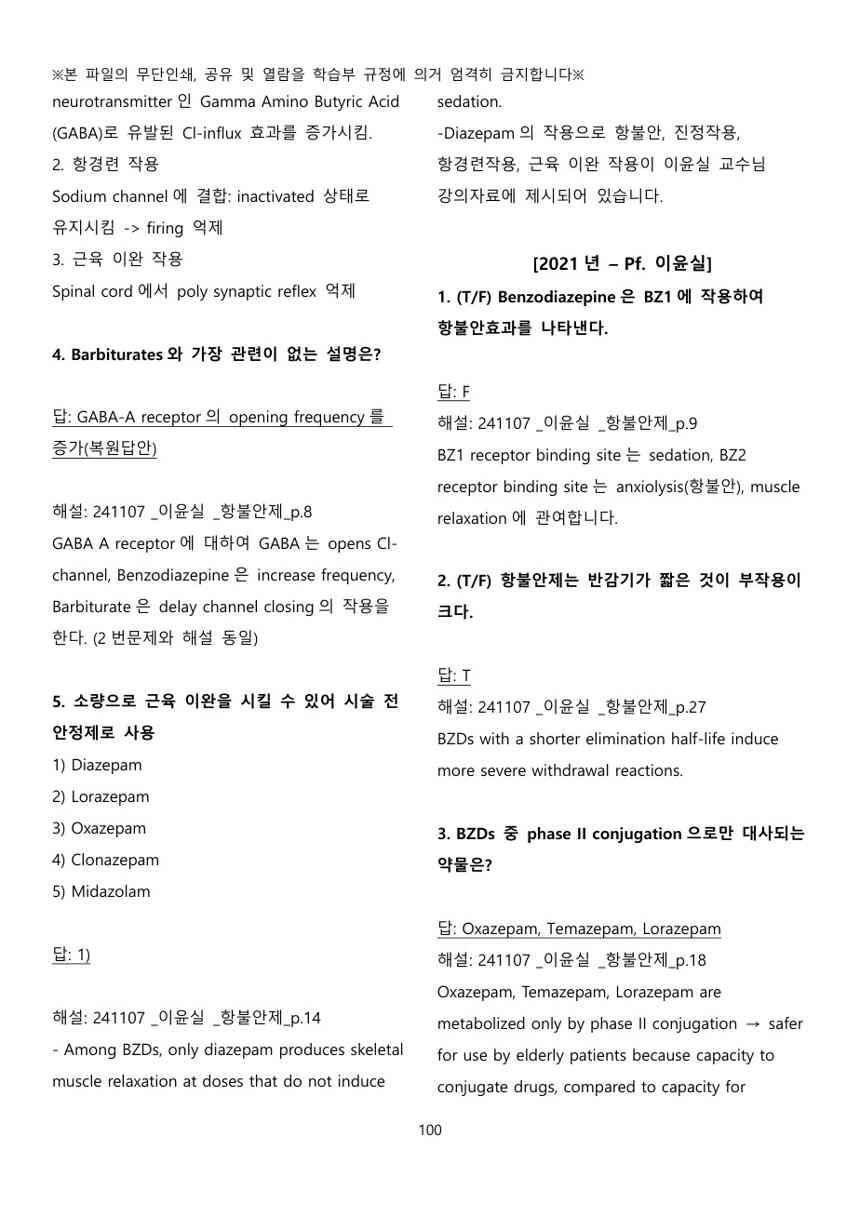 ※본 파일의 무단인쇄, 공유 및 열람을 학습부 규정에 의거 엄격히 금지합니다※
neurotransmitter 인 Gamma Amino Butyric Acid
(GABA)로 유발된 Cl-influx 효과를 증가시킴.
2. 항경련 작용
Sodium channel 에 결합: inactivated 상태로
유지시킴 -> firing 억제
3. 근육 이완 작용
Spinal cord 에서 poly synaptic reflex 억제
4. Barbiturates 와 가장 관련이 없는 설명은?
답: GABA-A receptor 의 opening frequency 를
증가(복원답안)
해설: 241107 _이윤실 _항불안제_p.8
GABA A receptor 에 대하여 GABA 는 opens Cl-
channel, Benzodiazepine 은 increase frequency,
Barbiturate 은 delay channel closing 의 작용을
한다. (2 번문제와 해설 동일)
5. 소량으로 근육 이완을 시킬 수 있어 시술 전
안정제로 사용
1) Diazepam
2) Lorazepam
3) Oxazepam
4) Clonazepam
5) Midazolam
답: 1)
해설: 241107 _이윤실 _항불안제_p.14
- Among BZDs, only diazepam produces skeletal
muscle relaxation at doses that do not induce
sedation.
-Diazepam 의 작용으로 항불안, 진정작용,
항경련작용, 근육 이완 작용이 이윤실 교수님
강의자료에 제시되어 있습니다.
[2021 년 – Pf. 이윤실]
1. (T/F) Benzodiazepine 은 BZ1 에 작용하여
항불안효과를 나타낸다.
답: F
해설: 241107 _이윤실 _항불안제_p.9
BZ1 receptor binding site 는 sedation, BZ2
receptor binding site 는 anxiolysis(항불안), muscle
relaxation 에 관여합니다.
2. (T/F) 항불안제는 반감기가 짧은 것이 부작용이
크다.
답: T
해설: 241107 _이윤실 _항불안제_p.27
BZDs with a shorter elimination half-life induce
more severe withdrawal reactions.
3. BZDs 중 phase II conjugation 으로만 대사되는
약물은?
답: Oxazepam, Temazepam, Lorazepam
해설: 241107 _이윤실 _항불안제_p.18
Oxazepam, Temazepam, Lorazepam are
metabolized only by phase II conjugation → safer
for use by elderly patients because capacity to
conjugate drugs, compared to capacity for
100